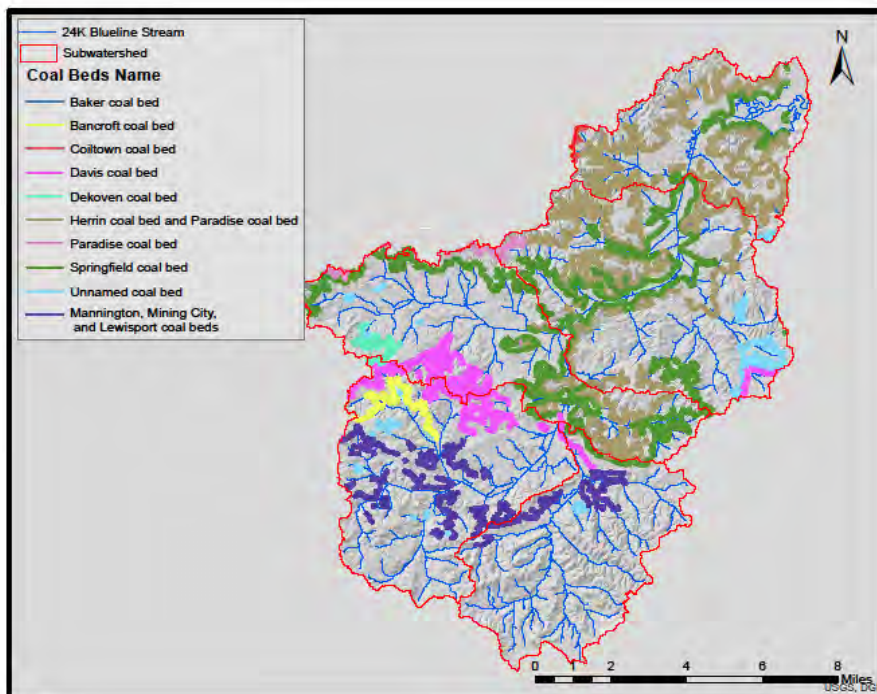 24K Blueline Stream
Subwatershed
Coal Beds Name
Baker coal bed
Bancroft coal bed
Coiltown coal bed
Davis coal bed
Dekoven coal bed
Herrin coal bed and Paradise coal bed
Paradise coal bed
Springfield coal bed
Unnamed coal bed
Mannington, Mining City,
and Lewisport coal beds
N
0 1 2 4 6 8
Miles
USGS, DG